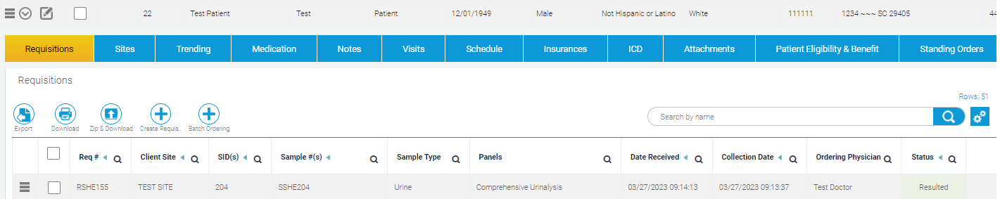 22 Test Patient Test Patient 12/01/1949 Male Not Hispanic or Latino White 111111 1234 ~~~ SC 29405 44
Requisitions Sites Trending Medication Notes Visits Schedule Insurances ICD Attachments Patient Eligibility & Benefit Standing Orders
Requisitions
Rows: 51
Search by name
Export Download Zip & Download Create Requis... Batch Ordering
Req # Client Site SID(s) Sample #(s) Sample Type Panels Date Received Collection Date Ordering Physician Status
RSHE155 TEST SITE 204 SSHE204 Urine Comprehensive Urinalysis 03/27/2023 09:14:13 03/27/2023 09:13:37 Test Doctor Resulted